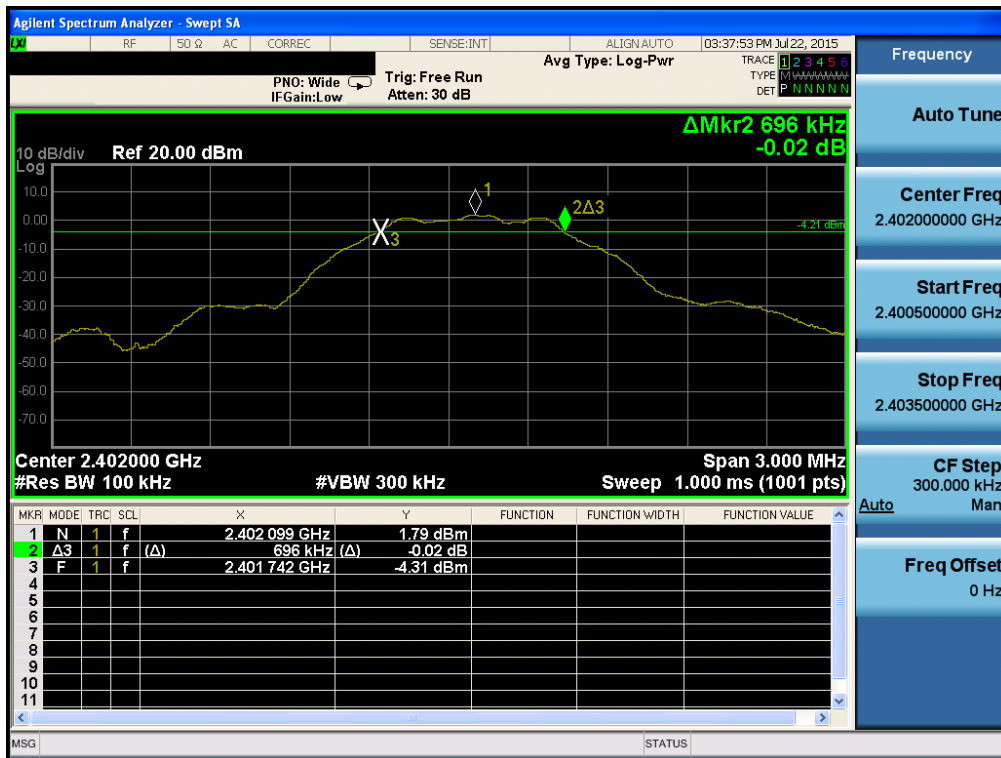 Agilent Spectrum Analyzer - Swept SA
LXI RF 50 Ω AC CORREC SENSE:INT ALIGN AUTO 03:37:53 PM Jul 22, 2015
Avg Type: Log-Pwr
TRACE 1 2 3 4 5 6
PNO: Wide Trig: Free Run TYPE M
IFGain:Low Atten: 30 dB DET P N N N N N
ΔMkr2 696 kHz
-0.02 dB
10 dB/div Ref 20.00 dBm
Log
10.0
0.00
-10.0
-20.0
-30.0
-40.0
-50.0
-60.0
-70.0
1
2Δ3
X3
-4.21 dBm
Center 2.402000 GHz Span 3.000 MHz
#Res BW 100 kHz #VBW 300 kHz Sweep 1.000 ms (1001 pts)
MKR MODE TRC SCL X Y FUNCTION FUNCTION WIDTH FUNCTION VALUE
1 N 1 f 2.402 099 GHz 1.79 dBm
2 Δ3 1 f (Δ) 696 kHz (Δ) -0.02 dB
3 F 1 f 2.401 742 GHz -4.31 dBm
4
5
6
7
8
9
10
11
MSG STATUS
Frequency
Auto Tune
Center Freq
2.402000000 GHz
Start Freq
2.400500000 GHz
Stop Freq
2.403500000 GHz
CF Step
300.000 kHz
Auto Man
Freq Offset
0 Hz